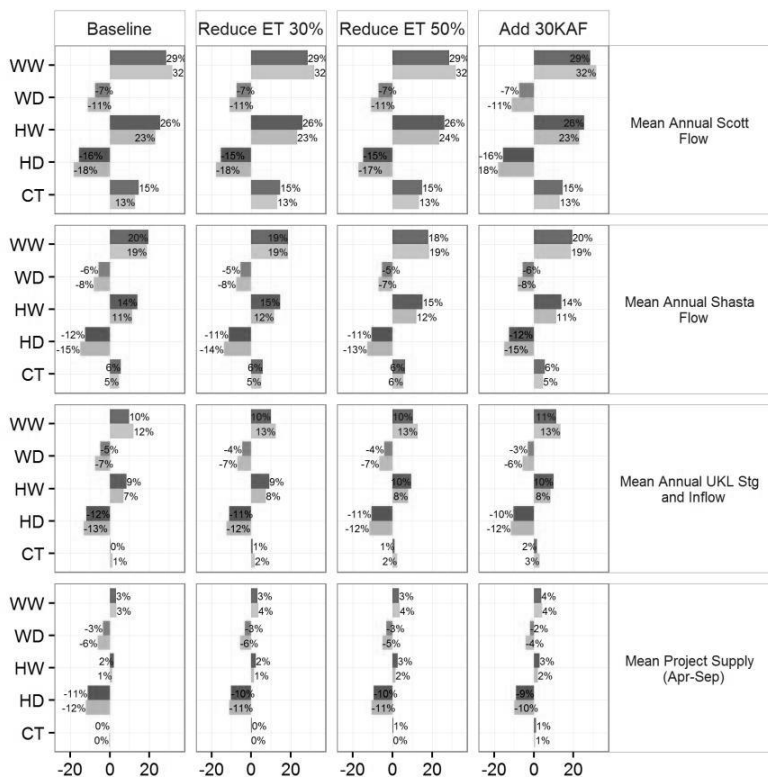 Baseline Reduce ET 30% Reduce ET 50% Add 30KAF
WW 29% 29% 29% 29%
32 32 32 32%
WD -7% -7% -7% -7%
-11% -11% -11% -11%
HW 26% 26% 26% 26%
23% 23% 24% 23%
HD -16% -15% -15% -16%
-18% -18% -17% 18%
CT 15% 15% 15% 15%
13% 13% 13% 13%
Mean Annual Scott
Flow
WW 20% 19% 18% 20%
19% 19% 19% 19%
WD -6% -5% -5% -6%
-8% -7% -7% -8%
HW 14% 15% 15% 14%
11% 12% 12% 11%
HD -12% -11% -11% -12%
-15% -14% -13% -15%
CT 6% 6% 6% 6%
5% 5% 6% 5%
Mean Annual Shasta
Flow
WW 10% 10% 10% 11%
12% 13% 13% 13%
WD -5% -4% -4% -3%
-7% -7% -7% -6%
HW 9% 9% 10% 10%
7% 8% 8% 8%
HD -12% -11% -11% -10%
-13% -12% -12% -12%
CT 0% 1% 1% 2%
1% 2% 2% 3%
Mean Annual UKL Stg
and Inflow
WW 3% 3% 3% 4%
3% 4% 4% 4%
WD -3% -3% -3% -2%
-6% -6% -5% -4%
HW 2% 2% 3% 3%
1% 1% 2% 2%
HD -11% -10% -10% -9%
-12% -11% -11% -10%
CT 0% 0% 1% 1%
0% 0% 0% 1%
Mean Project Supply
(Apr-Sep)
-20 0 20 -20 0 20 -20 0 20 -20 0 20